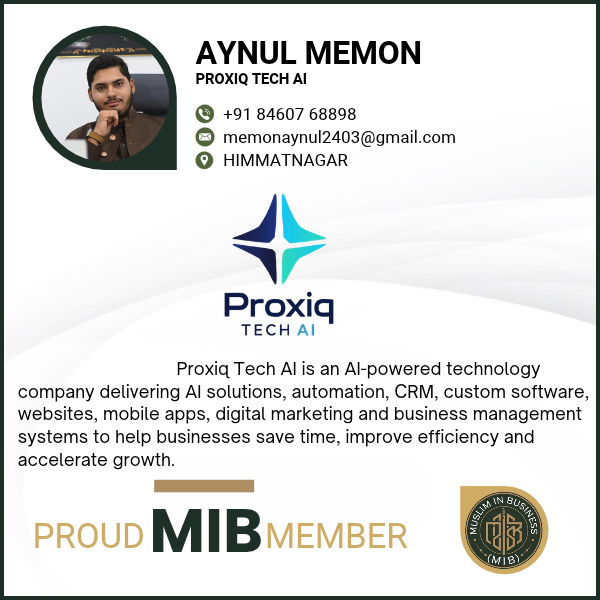 AYNUL MEMON
PROXIQ TECH AI
+91 84607 68898
memonaynul2403@gmail.com
HIMMATNAGAR
Proxiq
TECH AI
Proxiq Tech AI is an AI-powered technology
company delivering AI solutions, automation, CRM, custom software,
websites, mobile apps, digital marketing and business management
systems to help businesses save time, improve efficiency and
accelerate growth.
PROUD MIB MEMBER
MUSLIM IN BUSINESS
(MIB)